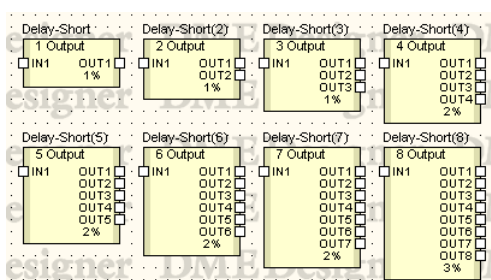 Delay-Short
1 Output
IN1 OUT1
1%
Delay-Short(2)
2 Output
IN1 OUT1
OUT2
1%
Delay-Short(3)
3 Output
IN1 OUT1
OUT2
OUT3
1%
Delay-Short(4)
4 Output
IN1 OUT1
OUT2
OUT3
OUT4
2%
Delay-Short(5)
5 Output
IN1 OUT1
OUT2
OUT3
OUT4
OUT5
2%
Delay-Short(6)
6 Output
IN1 OUT1
OUT2
OUT3
OUT4
OUT5
OUT6
2%
Delay-Short(7)
7 Output
IN1 OUT1
OUT2
OUT3
OUT4
OUT5
OUT6
OUT7
2%
Delay-Short(8)
8 Output
IN1 OUT1
OUT2
OUT3
OUT4
OUT5
OUT6
OUT7
OUT8
3%